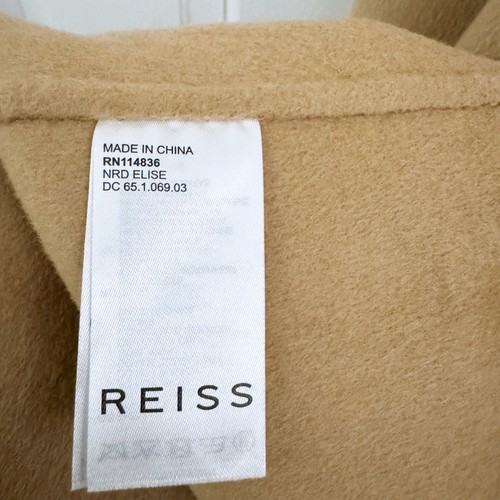 MADE IN CHINA
RN114836
NRD ELISE
DC 65.1.069.03
REISS